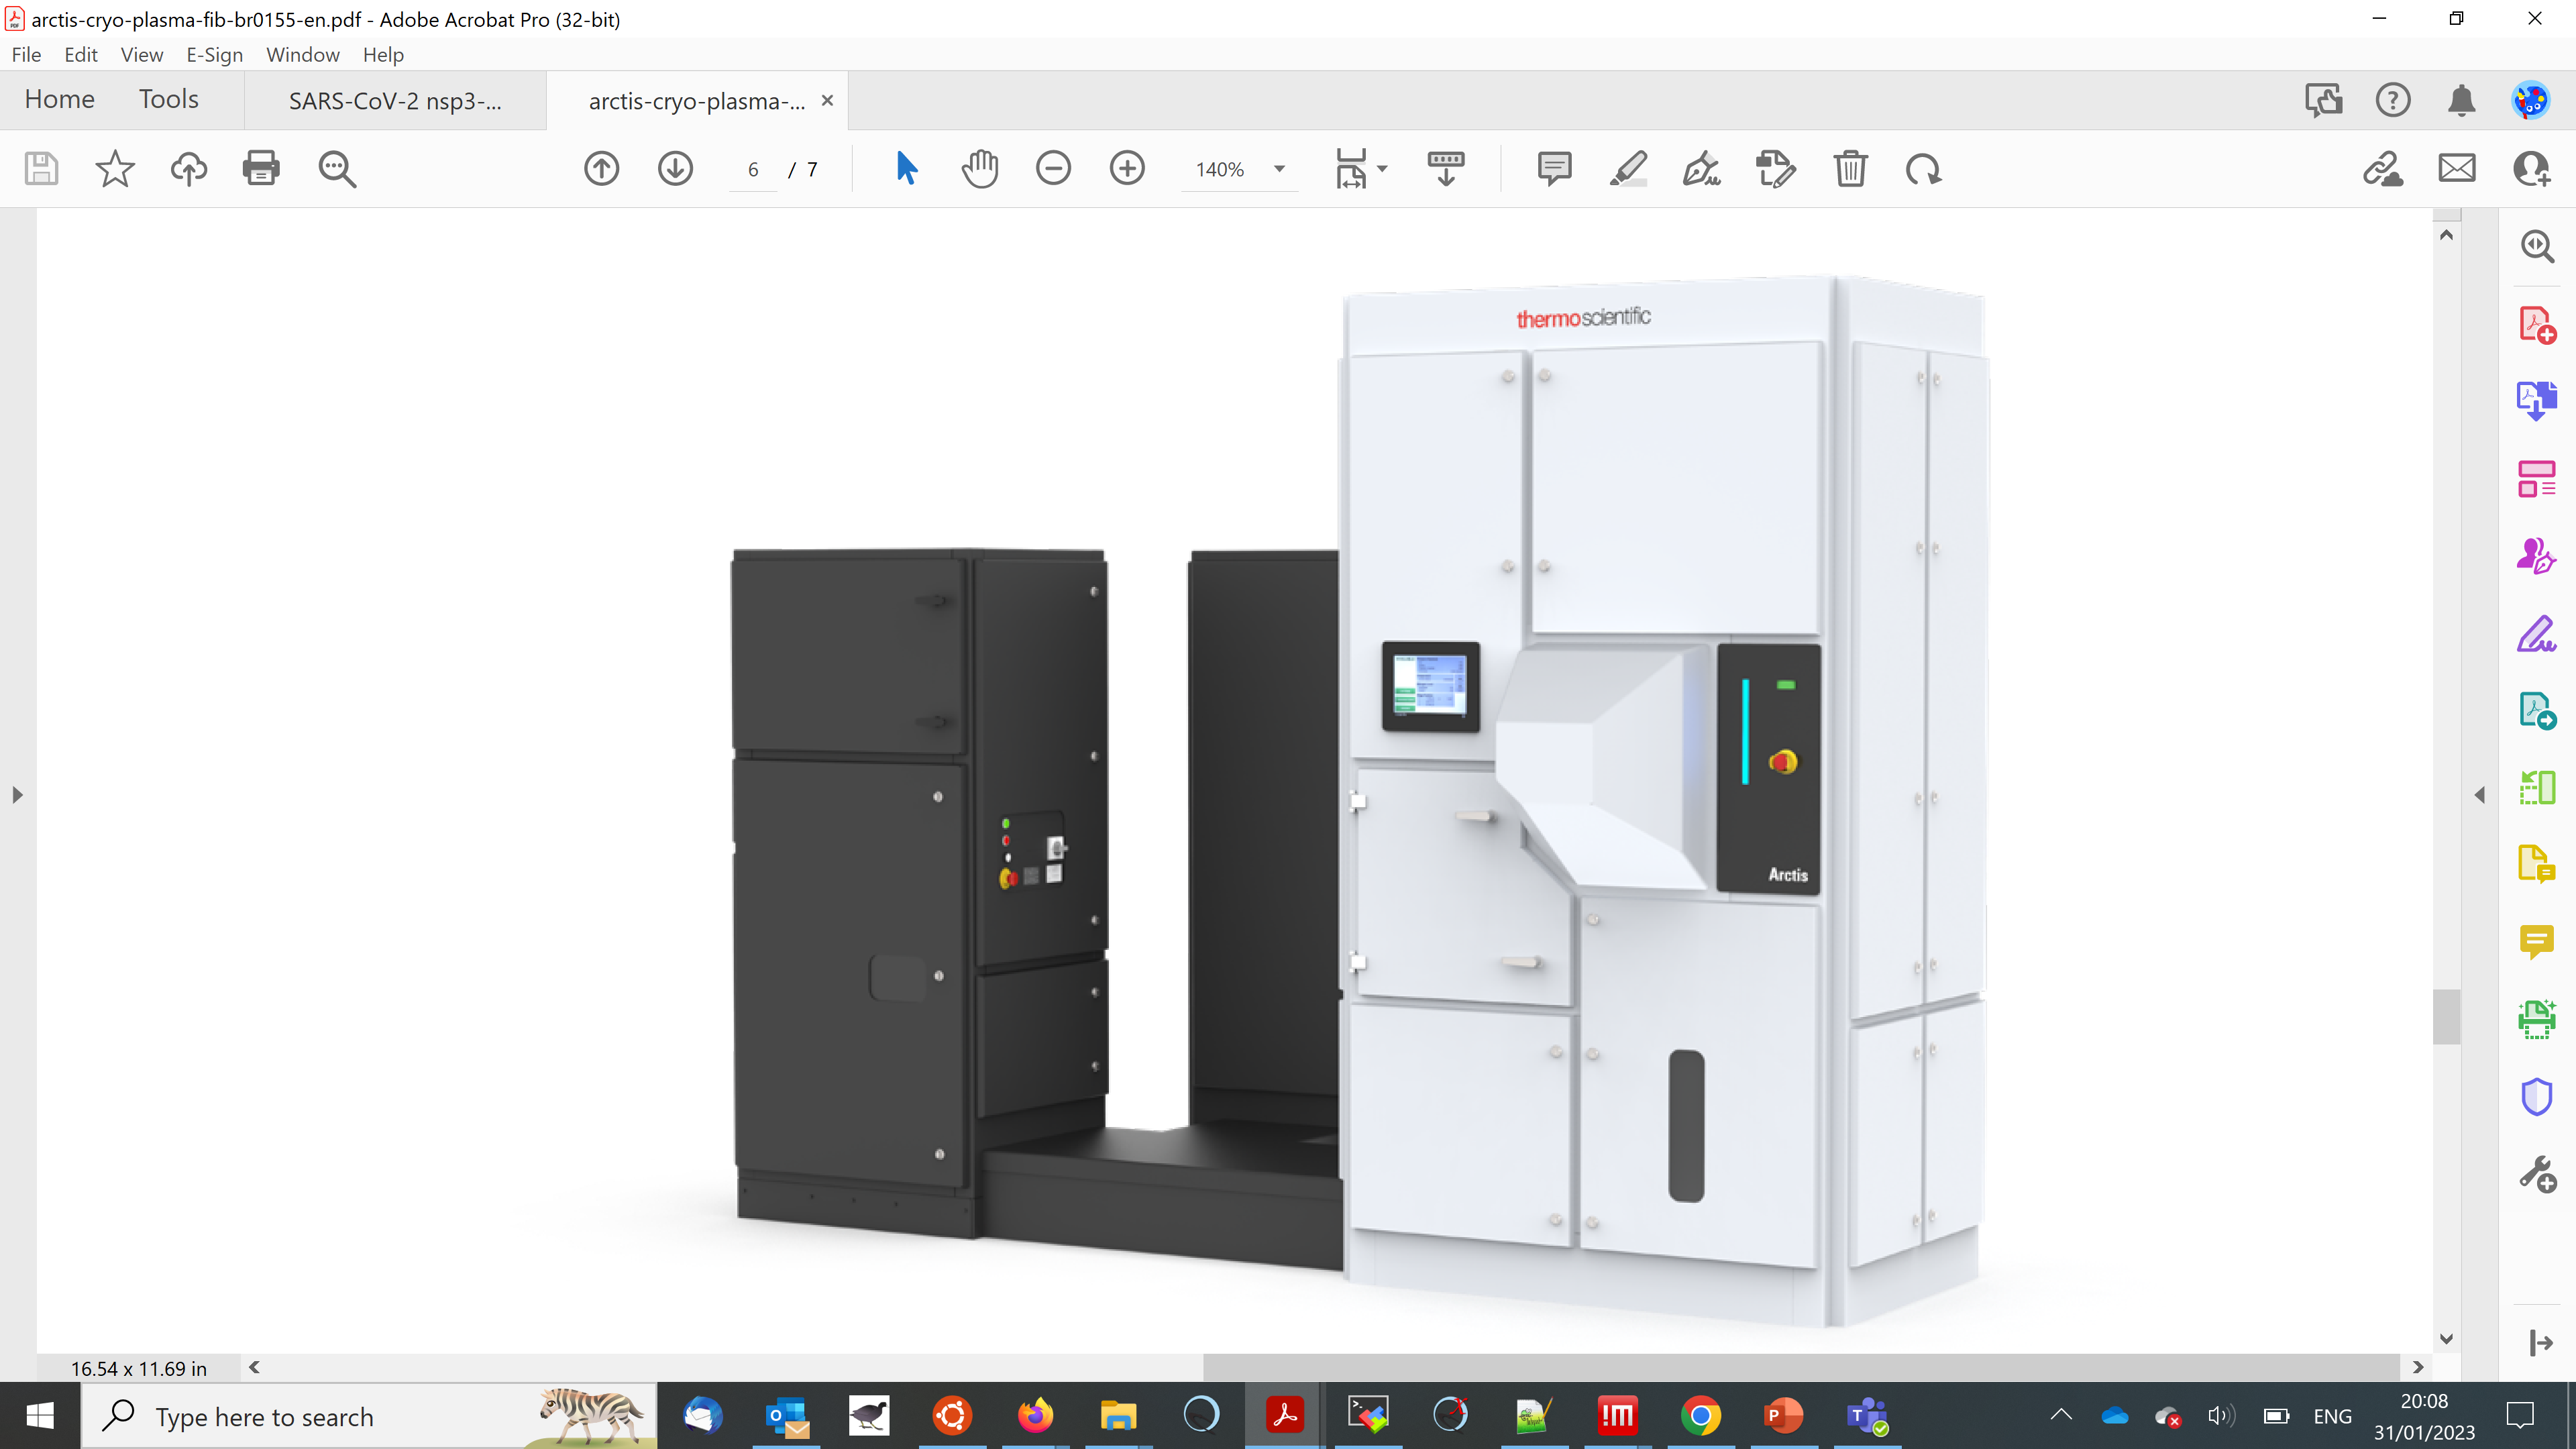 arctis-cryo-plasma-fib-br0155-en.pdf - Adobe Acrobat Pro (32-bit)
File Edit View E-Sign Window Help
Home Tools SARS-CoV-2 nsp3-... arctis-cryo-plasma-...
6 / 7 140%
thermoscientific
Arctis
16.54 x 11.69 in
Type here to search
ENG
20:08
31/01/2023